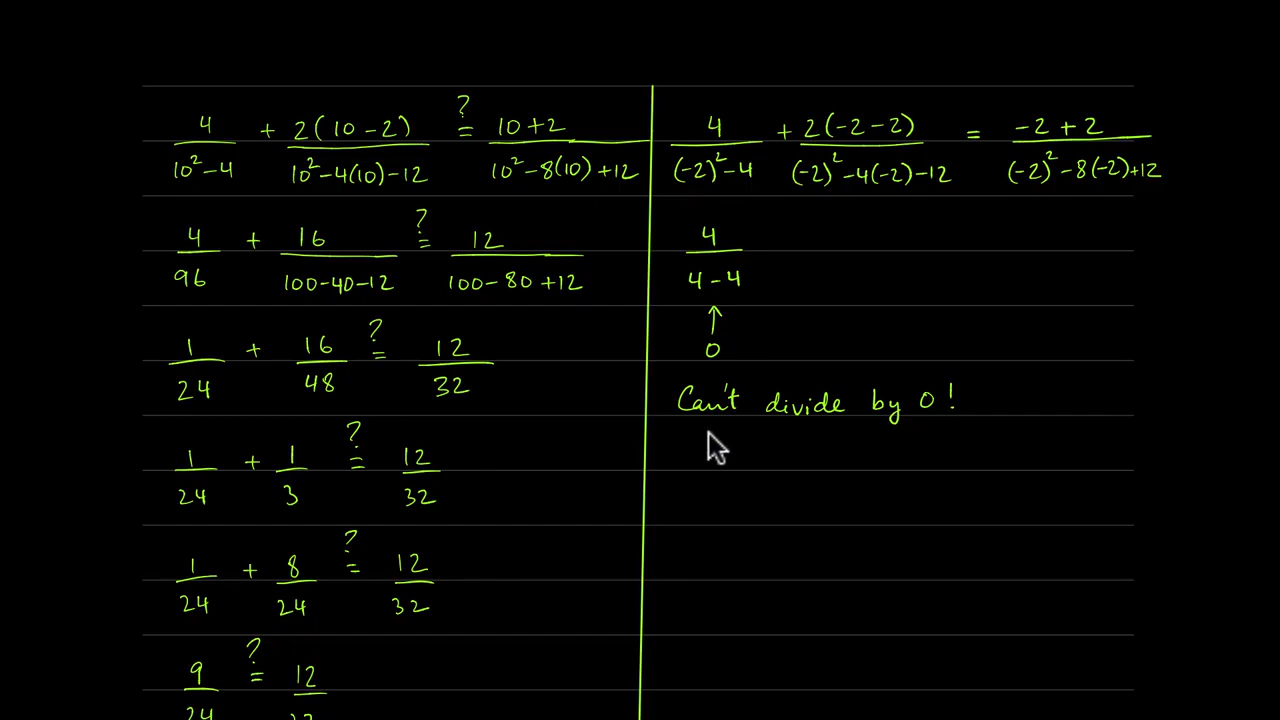 4/(10²-4) + 2(10-2)/(10²-4(10)-12) ≟ (10+2)/(10²-8(10)+12)
4/96 + 16/(100-40-12) ≟ 12/(100-80+12)
1/24 + 16/48 ≟ 12/32
1/24 + 1/3 ≟ 12/32
1/24 + 8/24 ≟ 12/32
9/24 ≟ 12/
4/((-2)²-4) + 2(-2-2)/((-2)²-4(-2)-12) = (-2+2)/((-2)²-8(-2)+12)
4/(4-4)
↑
0
Can't divide by 0!